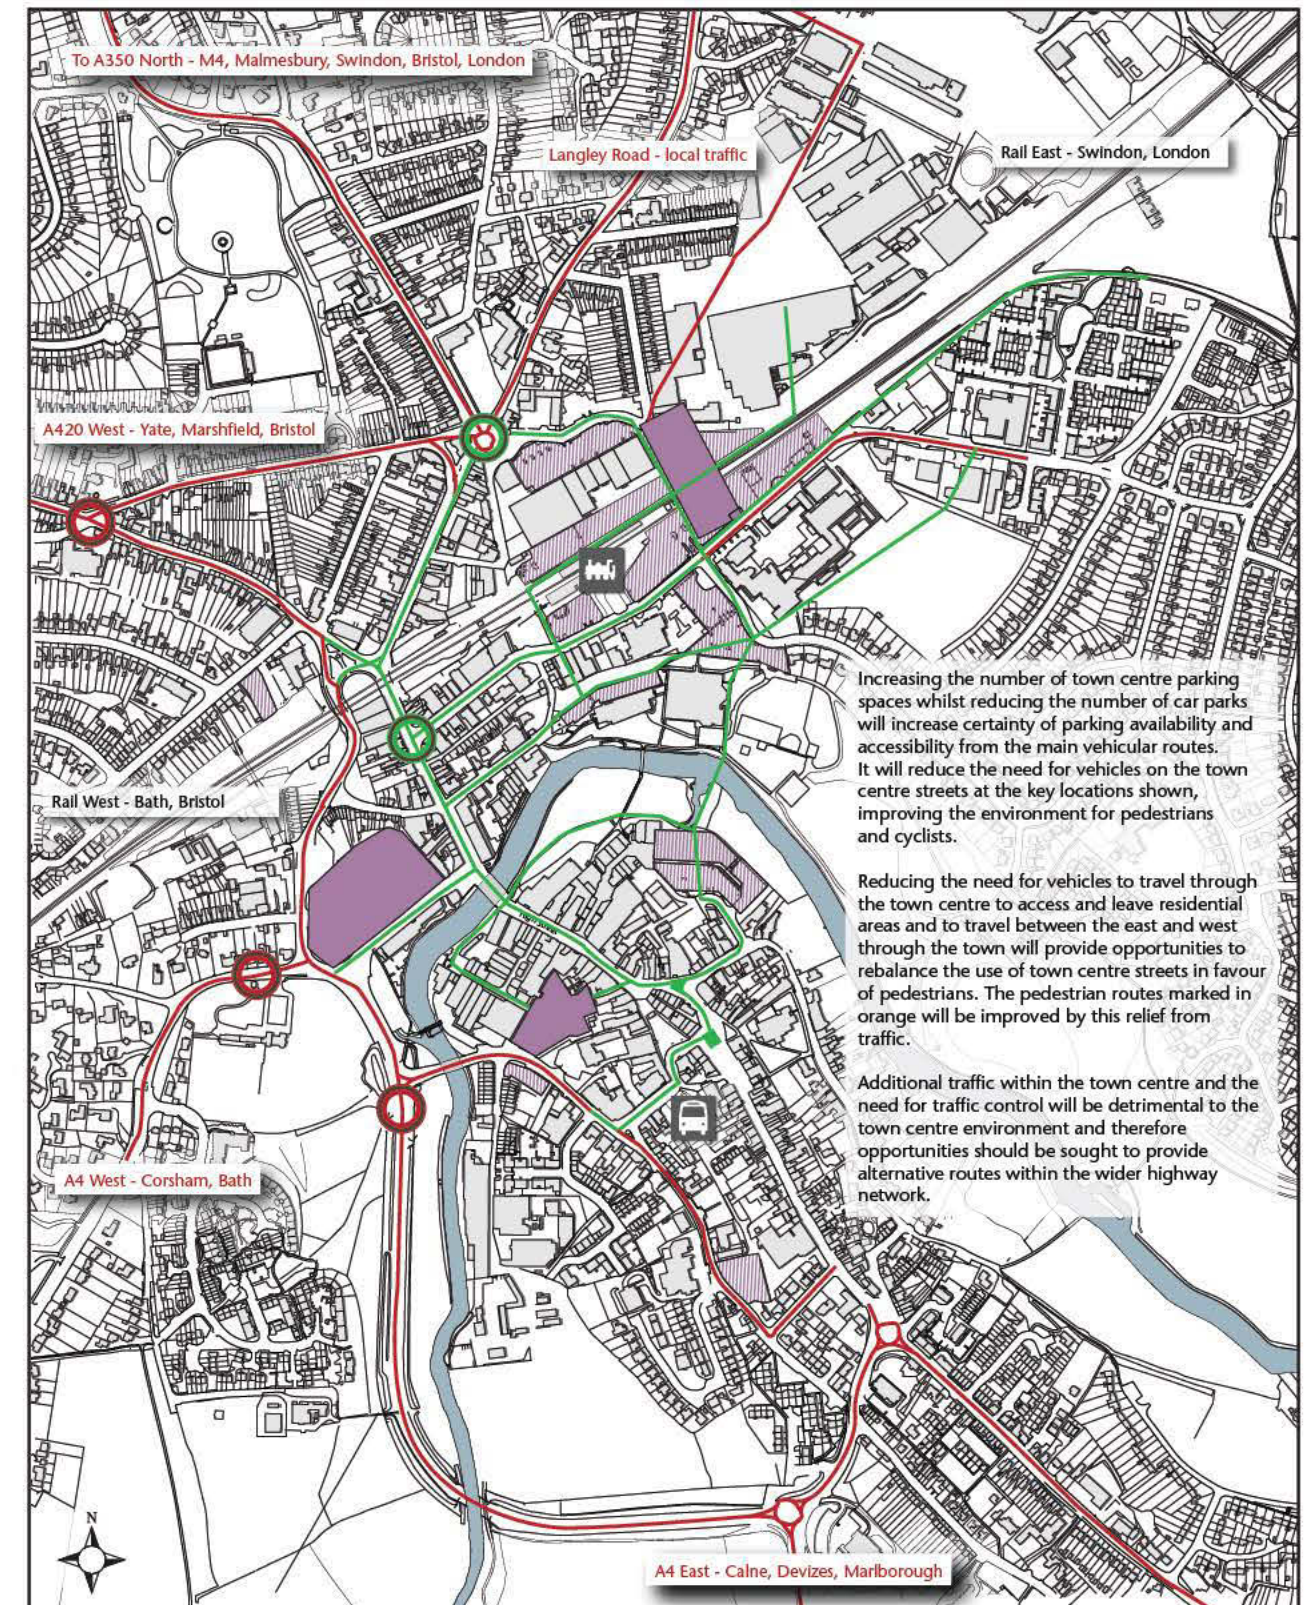 To A350 North - M4, Malmesbury, Swindon, Bristol, London
Langley Road - local traffic
Rail East - Swindon, London
A420 West - Yate, Marshfield, Bristol
Increasing the number of town centre parking
spaces whilst reducing the number of car parks
will increase certainty of parking availability and
accessibility from the main vehicular routes.
It will reduce the need for vehicles on the town
centre streets at the key locations shown,
improving the environment for pedestrians
and cyclists.
Rail West - Bath, Bristol
Reducing the need for vehicles to travel through
the town centre to access and leave residential
areas and to travel between the east and west
through the town will provide opportunities to
rebalance the use of town centre streets in favour
of pedestrians. The pedestrian routes marked in
orange will be improved by this relief from
traffic.
Additional traffic within the town centre and the
need for traffic control will be detrimental to the
town centre environment and therefore
opportunities should be sought to provide
alternative routes within the wider highway
network.
A4 West - Corsham, Bath
N
A4 East - Calne, Devizes, Marlborough